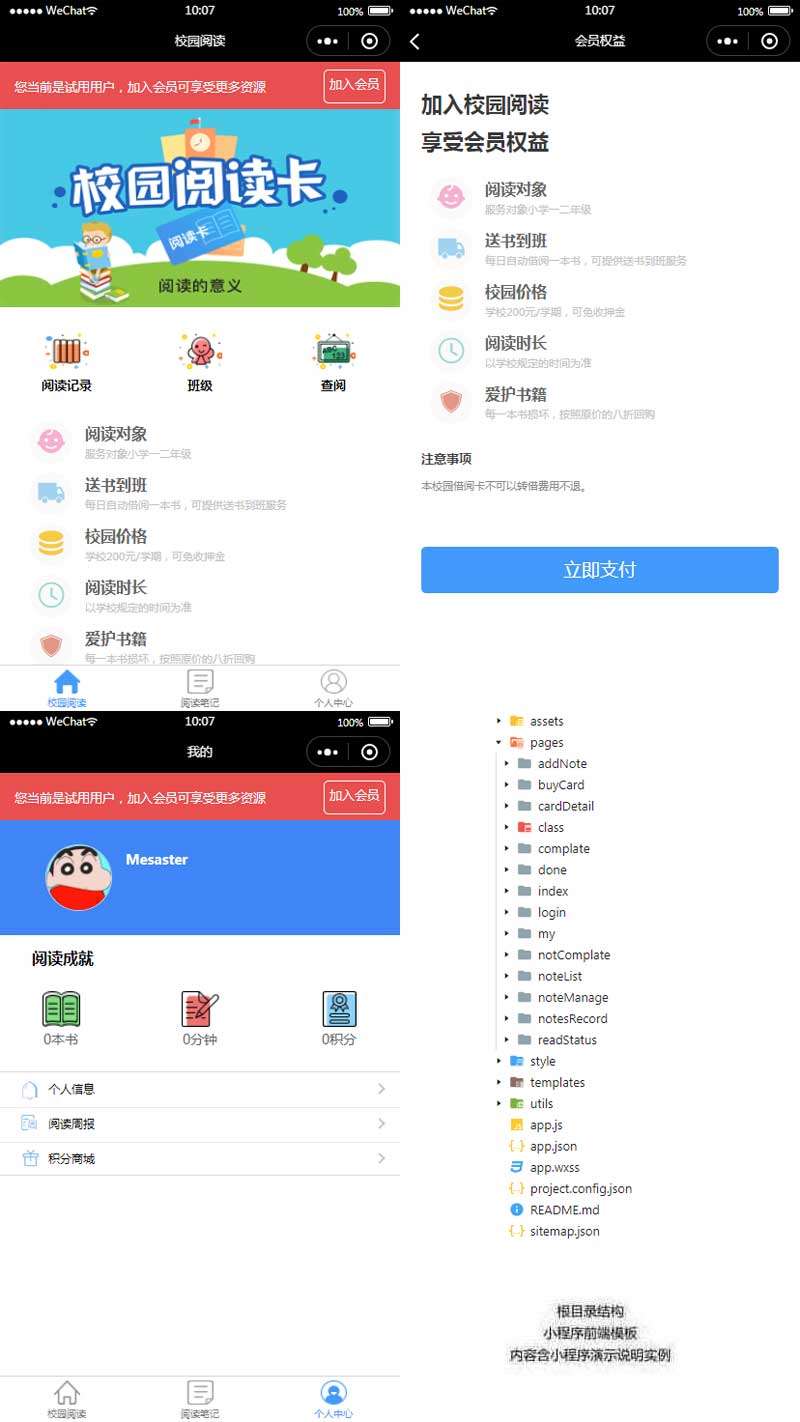 ●●●●● WeChat
10:07
100%
校园阅读
您当前是试用用户，加入会员可享受更多资源
加入会员
校园阅读卡
阅读卡
阅读的意义
阅读记录
班级
ABC
123
查阅
阅读对象
服务对象小学一二年级
送书到班
每日自动借阅一本书，可提供送书到班服务
校园价格
学校200元/学期，可免收押金
阅读时长
以学校规定的时间为准
爱护书籍
每一本书损坏，按照原价的八折回购
校园阅读
阅读笔记
个人中心
●●●●● WeChat
10:07
100%
会员权益
加入校园阅读
享受会员权益
阅读对象
服务对象小学一二年级
送书到班
每日自动借阅一本书，可提供送书到班服务
校园价格
学校200元/学期，可免收押金
阅读时长
以学校规定的时间为准
爱护书籍
每一本书损坏，按照原价的八折回购
注意事项
本校园借阅卡不可以转借费用不退。
立即支付
●●●●● WeChat
10:07
100%
我的
您当前是试用用户，加入会员可享受更多资源
加入会员
Mesaster
阅读成就
0本书
0分钟
0积分
个人信息
阅读周报
积分商城
校园阅读
阅读笔记
个人中心
assets
pages
addNote
buyCard
cardDetail
class
complate
done
index
login
my
notComplate
noteList
noteManage
notesRecord
readStatus
style
templates
utils
app.js
app.json
app.wxss
project.config.json
README.md
sitemap.json
根目录结构
小程序前端模板
内容含小程序演示说明实例